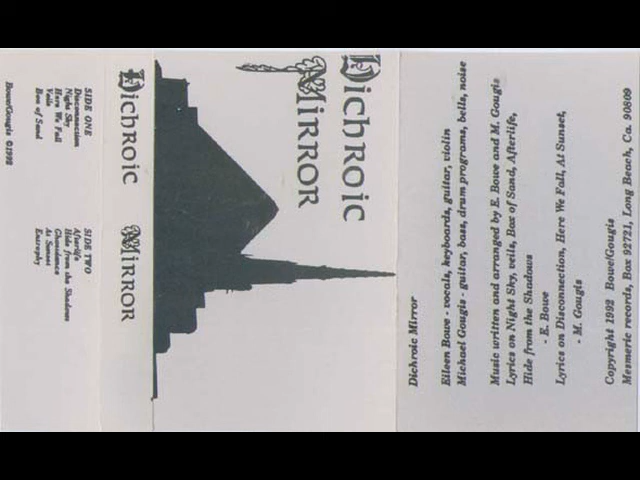 SIDE ONE
Disconnection
Night Sky
Here We Fall
Veils
Box of Sand
SIDE TWO
Afterlife
Hide from the Shadows
At Sunset
Entrophy
Bowe/Gougis ©1992
Dichroic Mirror
Dichroic
Mirror
Dichroic Mirror
Eileen Bowe - vocals, keyboards, guitar, violin
Michael Gougis - guitar, bass, drum programs, bells, noise
Music written and arranged by E. Bowe and M. Gougis
Lyrics on Night Sky, veils, Box of Sand, Afterlife,
Hide from the Shadows
- E. Bowe
Lyrics on Disconnection, Here We Fall, At Sunset,
- M. Gougis
Copyright 1992 Bowe/Gougis
Mesmeric records, Box 92721, Long Beach, Ca. 90809